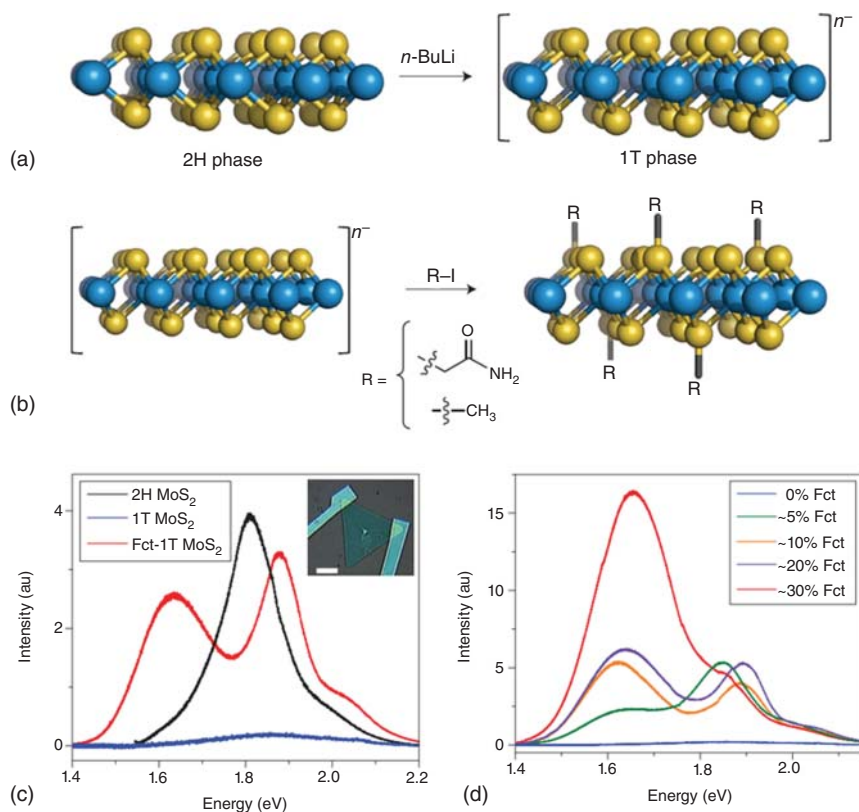 n-BuLi
n–
(a)
2H phase
1T phase
n–
R–I
R R R
R R
R =
O
NH₂
CH₃
(b)
2H MoS₂
1T MoS₂
Fct-1T MoS₂
Intensity (au)
4
2
0
1.4 1.6 1.8 2.0 2.2
Energy (eV)
(c)
0% Fct
~5% Fct
~10% Fct
~20% Fct
~30% Fct
Intensity (au)
15
10
5
0
1.4 1.6 1.8 2.0
Energy (eV)
(d)